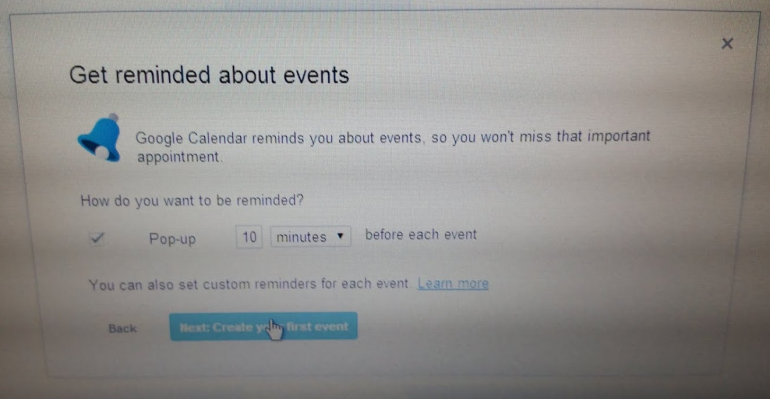 Get reminded about events
Google Calendar reminds you about events, so you won't miss that important
appointment.
How do you want to be reminded?
Pop-up 10 minutes before each event
You can also set custom reminders for each event. Learn more
Back Next: Create first event